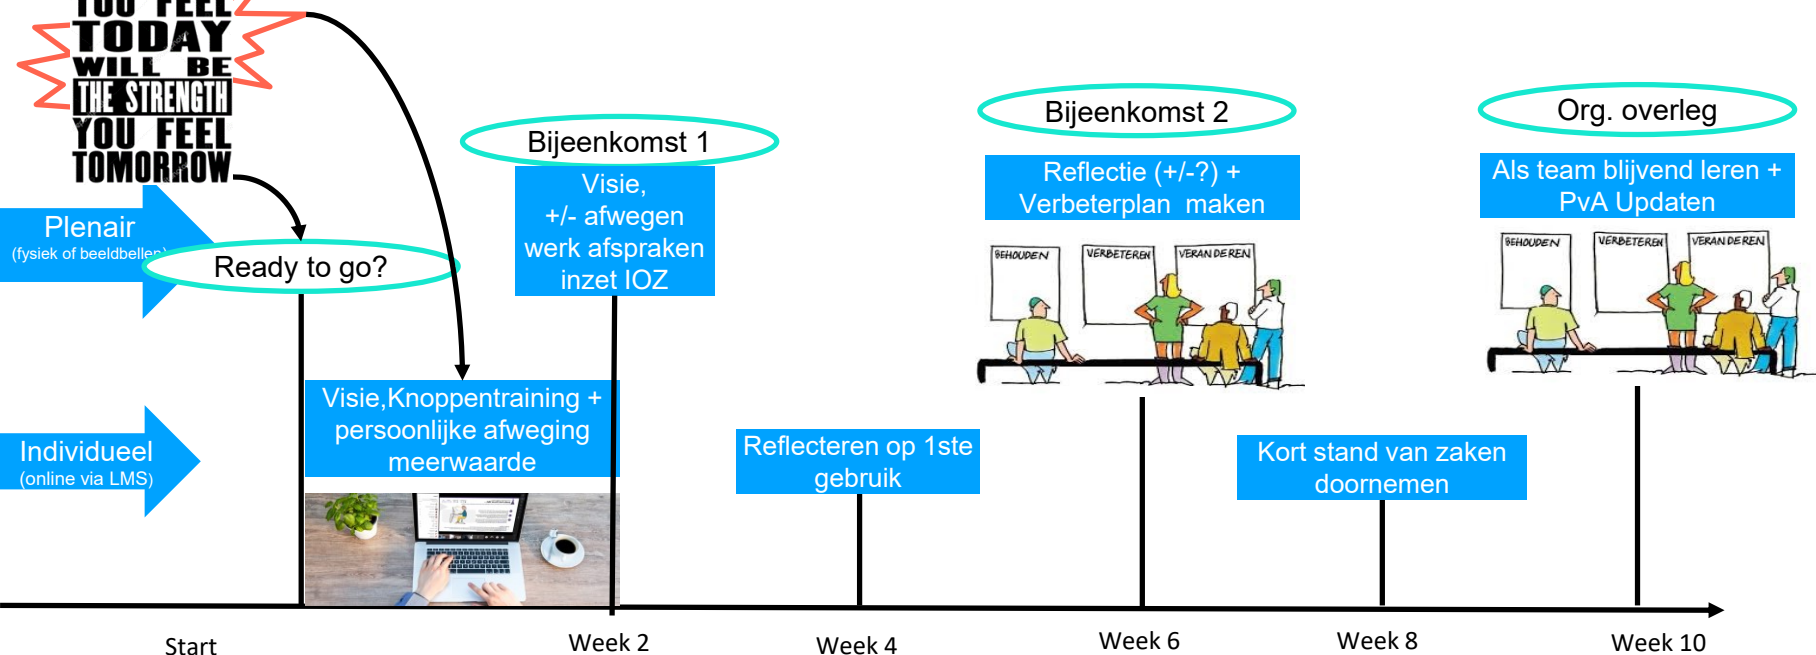 YOU FEEL
TODAY
WILL BE
THE STRENGTH
YOU FEEL
TOMORROW
Plenair
(fysiek of beeldbellen)
Ready to go?
Bijeenkomst 1
Visie,
+/- afwegen
werk afspraken
inzet IOZ
Bijeenkomst 2
Reflectie (+/-?) +
Verbeterplan maken
BEHOUDEN
VERBETEREN
VERANDEREN
Org. overleg
Als team blijvend leren +
PvA Updaten
BEHOUDEN
VERBETEREN
VERANDEREN
Individueel
(online via LMS)
Visie,Knoppentraining +
persoonlijke afweging
meerwaarde
Reflecteren op 1ste
gebruik
Kort stand van zaken
doornemen
Start
Week 2
Week 4
Week 6
Week 8
Week 10